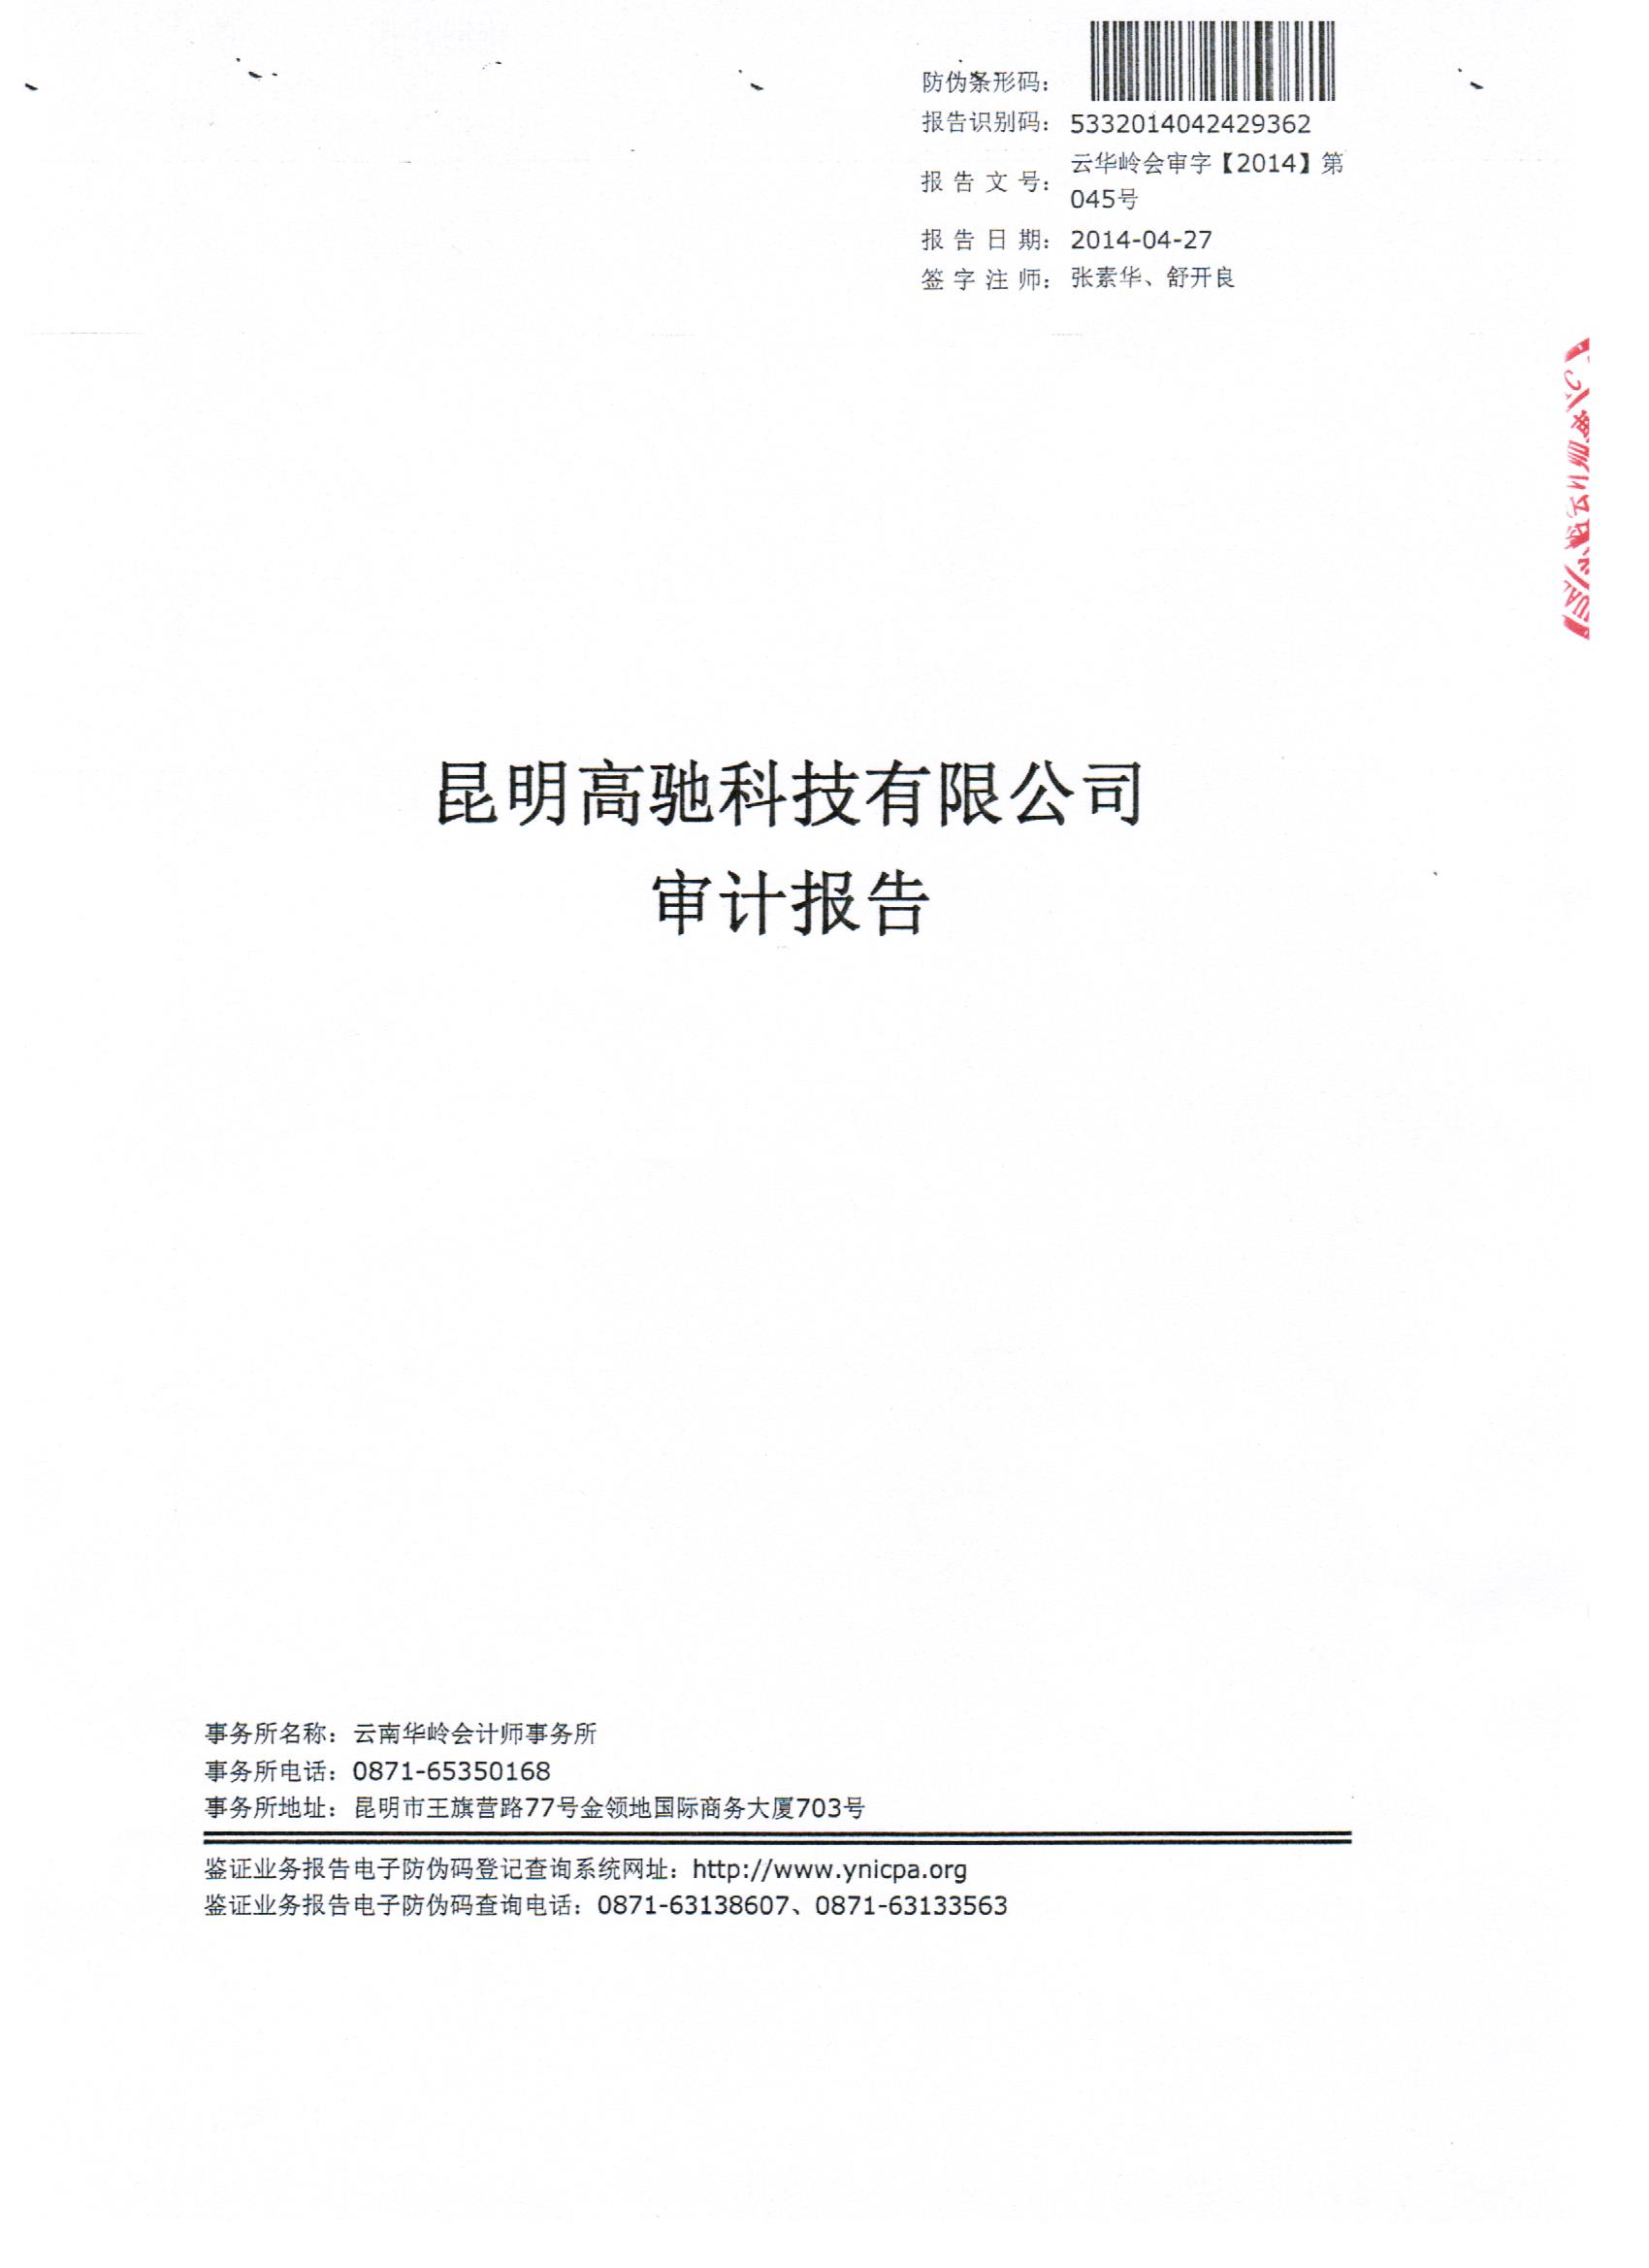 防伪条形码：
报告识别码： 5332014042429362
报告文号： 云华岭会审字【2014】第
045号
报告日期： 2014-04-27
签字注师： 张素华、舒开良
昆明高驰科技有限公司
审计报告
事务所名称：云南华岭会计师事务所
事务所电话：0871-65350168
事务所地址：昆明市王旗营路77号金领地国际商务大厦703号
鉴证业务报告电子防伪码登记查询系统网址：http://www.ynicpa.org
鉴证业务报告电子防伪码查询电话：0871-63138607、0871-63133563